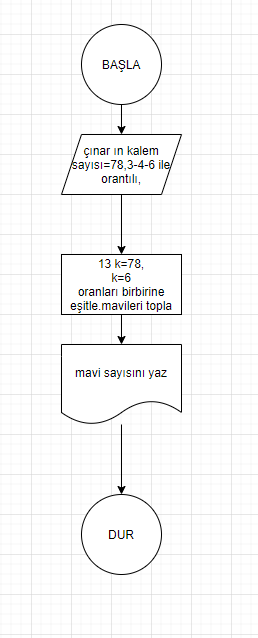 BAŞLA
çınar ın kalem
sayısı=78,3-4-6 ile
orantılı,
13 k=78,
k=6
oranları birbirine
eşitle.mavileri topla
mavi sayısını yaz
DUR